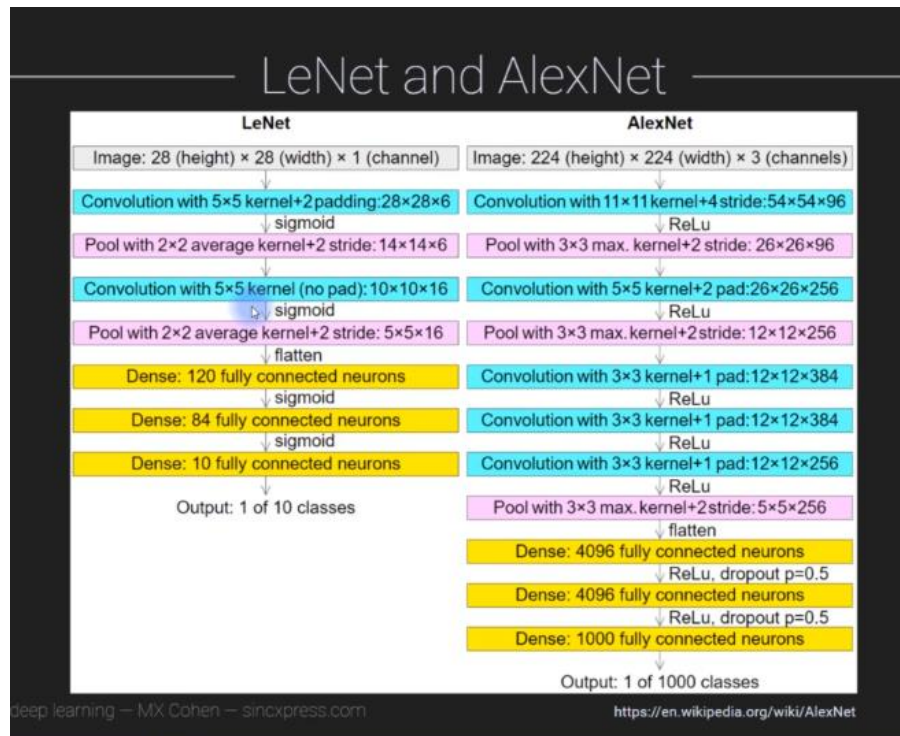 LeNet and AlexNet
LeNet
Image: 28 (height) × 28 (width) × 1 (channel)
Convolution with 5×5 kernel+2padding:28×28×6
sigmoid
Pool with 2×2 average kernel+2 stride:14×14×6
Convolution with 5×5 kernel (no pad):10×10×16
sigmoid
Pool with 2×2 average kernel+2 stride: 5×5×16
flatten
Dense: 120 fully connected neurons
sigmoid
Dense: 84 fully connected neurons
sigmoid
Dense: 10 fully connected neurons
Output: 1 of 10 classes
AlexNet
Image: 224 (height) × 224 (width) × 3 (channels)
Convolution with 11×11 kernel+4 stride:54×54×96
ReLu
Pool with 3×3 max. kernel+2 stride: 26×26×96
Convolution with 5×5 kernel+2 pad:26×26×256
ReLu
Pool with 3×3 max.kernel+2stride:12×12×256
Convolution with 3×3 kernel+1 pad:12×12×384
ReLu
Convolution with 3×3 kernel+1 pad:12×12×384
ReLu
Convolution with 3×3 kernel+1 pad:12×12×256
ReLu
Pool with 3×3 max.kernel+2stride:5×5×256
flatten
Dense: 4096 fully connected neurons
ReLu, dropout p=0.5
Dense: 4096 fully connected neurons
ReLu, dropout p=0.5
Dense: 1000 fully connected neurons
Output: 1 of 1000 classes
deep learning — MX Cohen — sincxpress.com
https://en.wikipedia.org/wiki/AlexNet